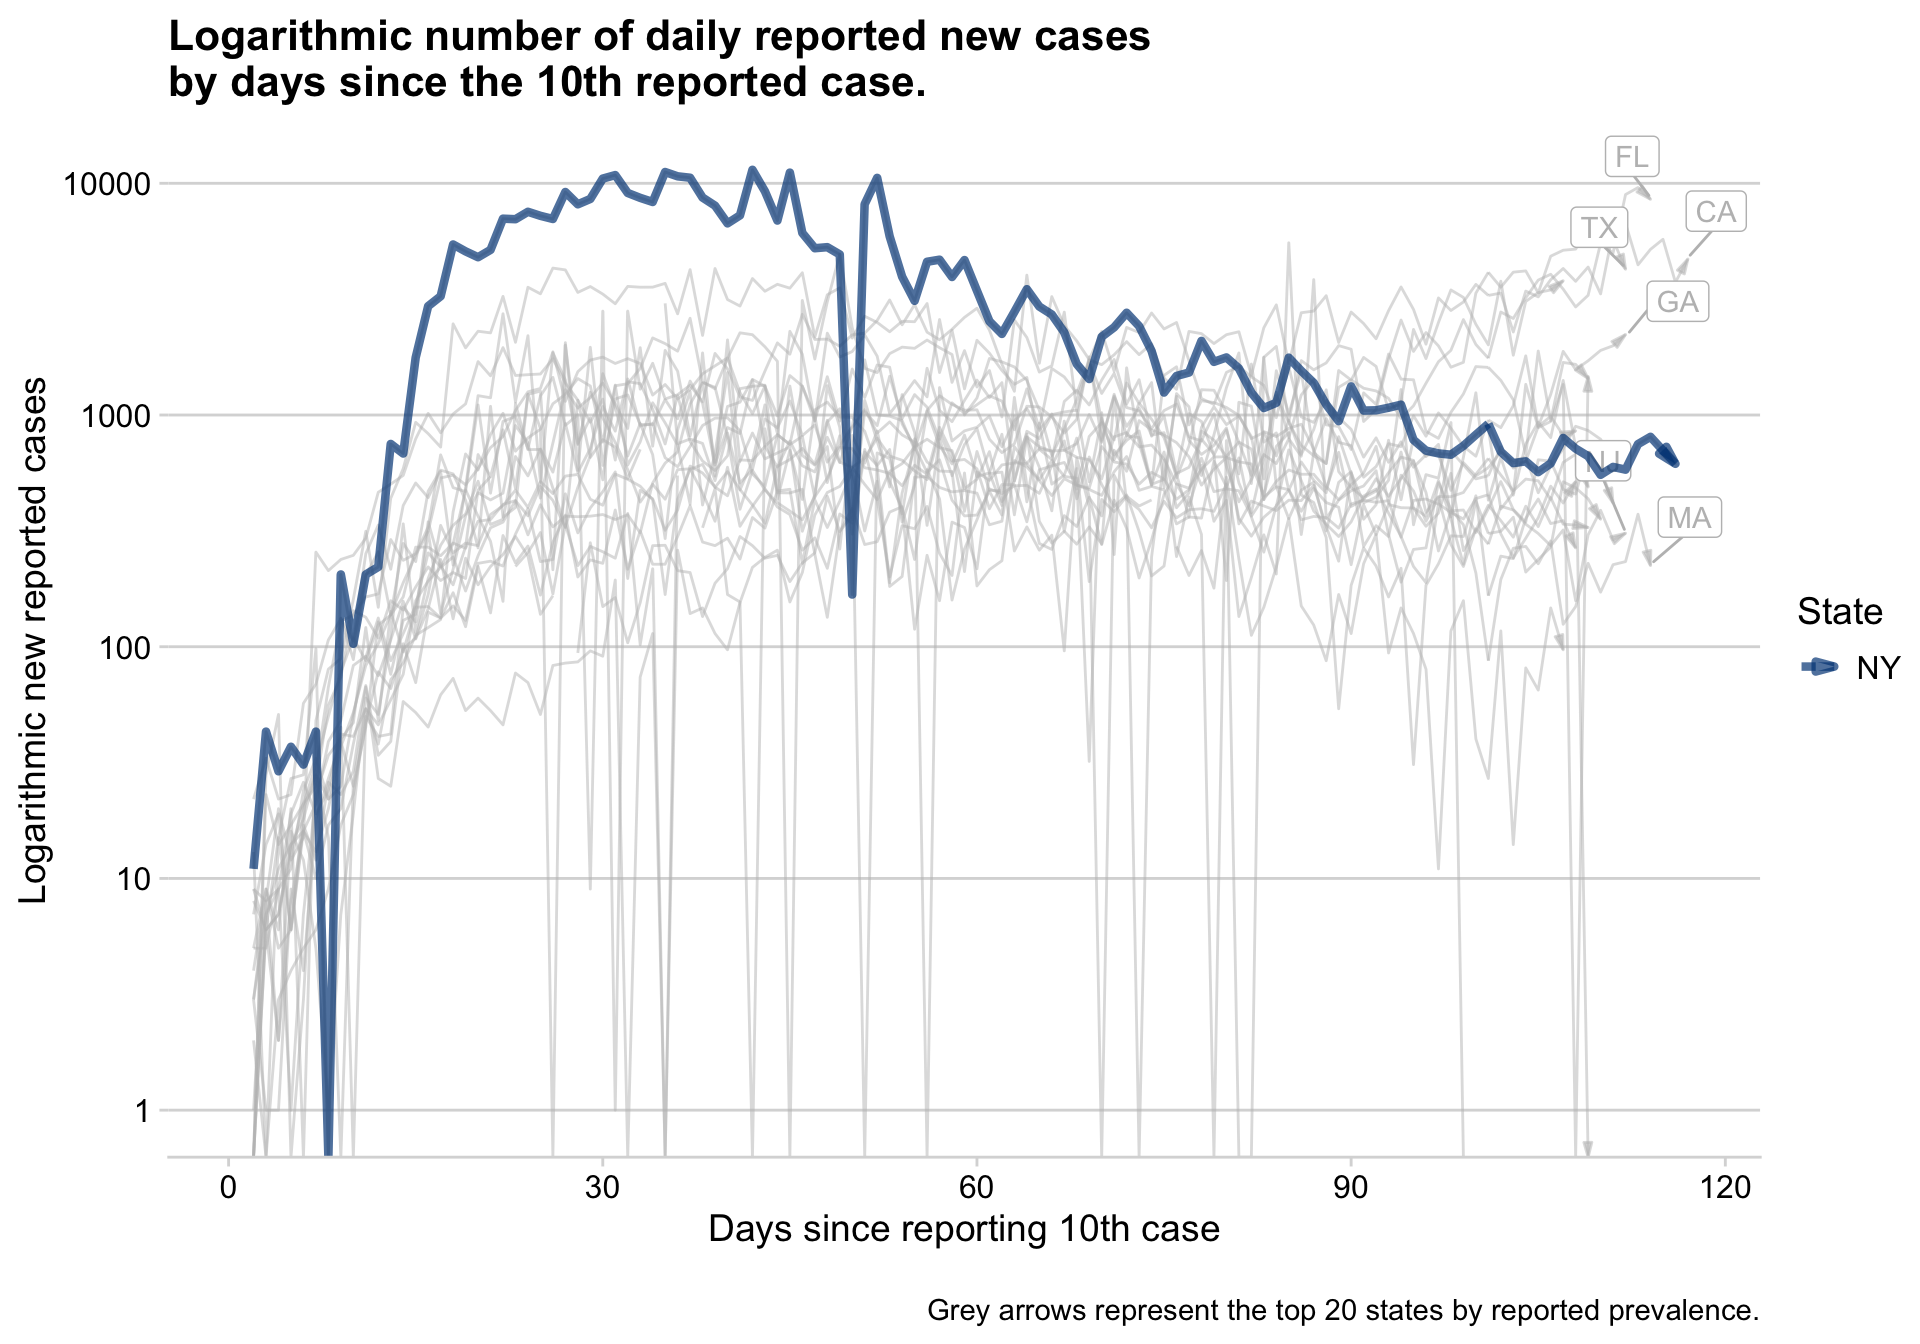 Logarithmic number of daily reported new cases
by days since the 10th reported case.
Logarithmic new reported cases
10000
1000
100
10
1
FL
CA
TX
GA
MA
State
NY
0
30
60
90
120
Days since reporting 10th case
Grey arrows represent the top 20 states by reported prevalence.